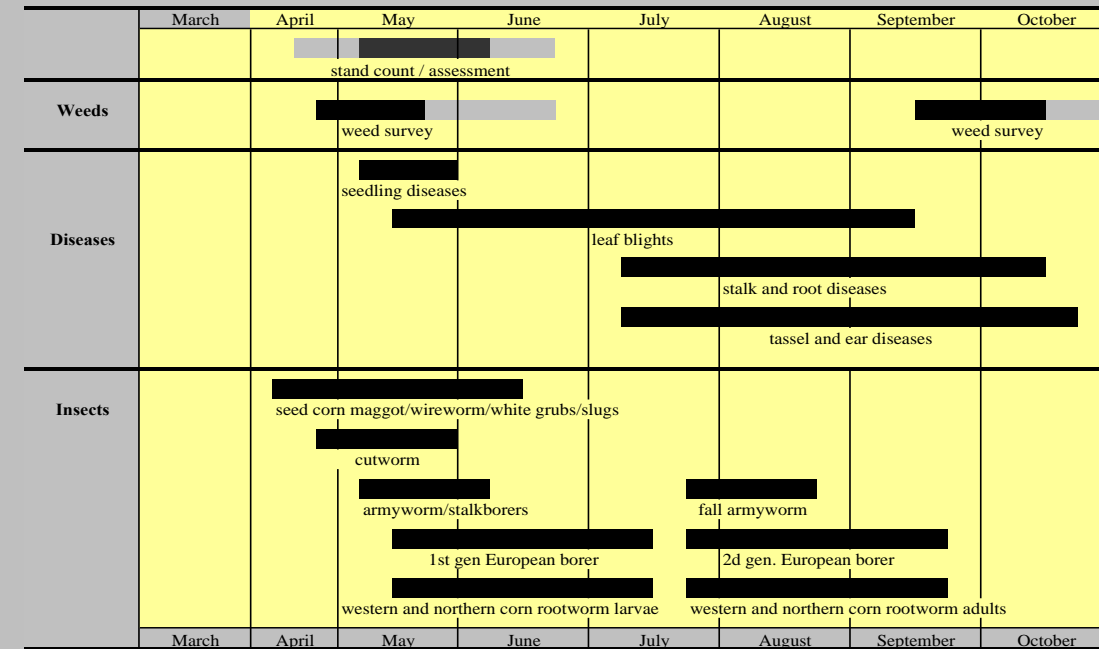 March April May June July August September October
stand count / assessment
Weeds
weed survey weed survey
seedling diseases
Diseases
leaf blights
stalk and root diseases
tassel and ear diseases
Insects
seed corn maggot/wireworm/white grubs/slugs
cutworm
armyworm/stalkborers fall armyworm
1st gen European borer 2d gen. European borer
western and northern corn rootworm larvae western and northern corn rootworm adults
March April May June July August September October